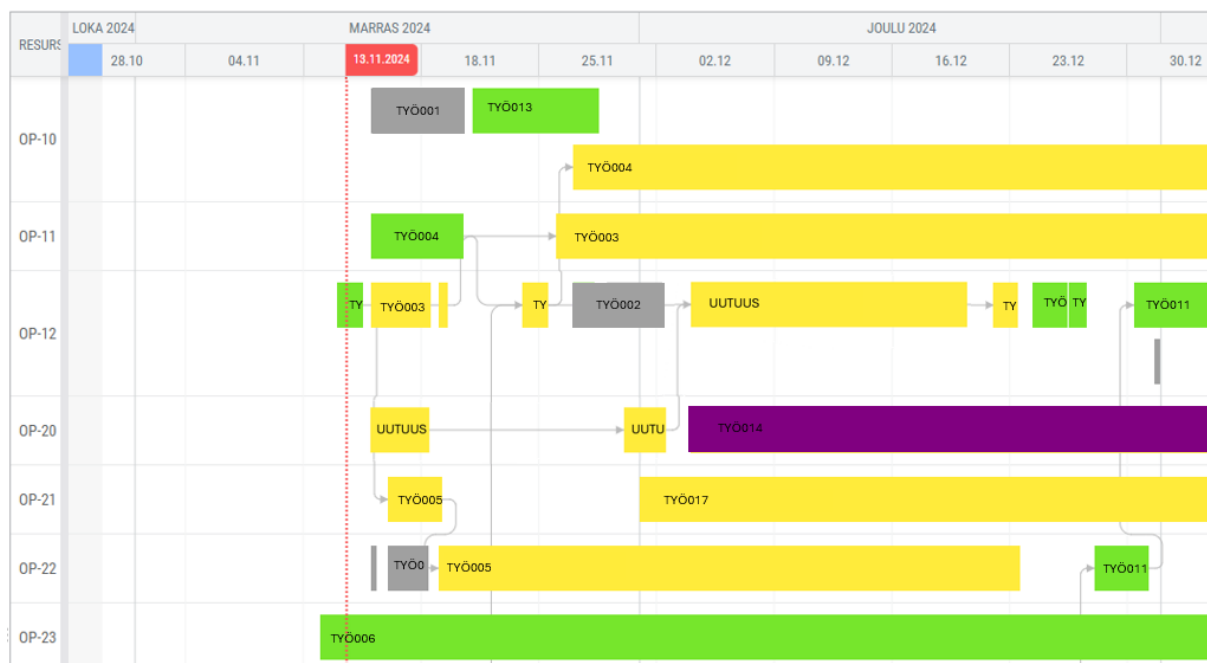 LOKA 2024 MARRAS 2024 JOULU 2024
RESURS
28.10 04.11 13.11.2024 18.11 25.11 02.12 09.12 16.12 23.12 30.12
OP-10
TYÖ001 TYÖ013
TYÖ004
OP-11
TYÖ004 TYÖ003
OP-12
TY TYÖ003 TY TYÖ002 UUTUUS TY TYÖ TY TYÖ011
OP-20
UUTUUS UUTU TYÖ014
OP-21
TYÖ005 TYÖ017
OP-22
TYÖ0 TYÖ005 TYÖ011
OP-23
TYÖ006